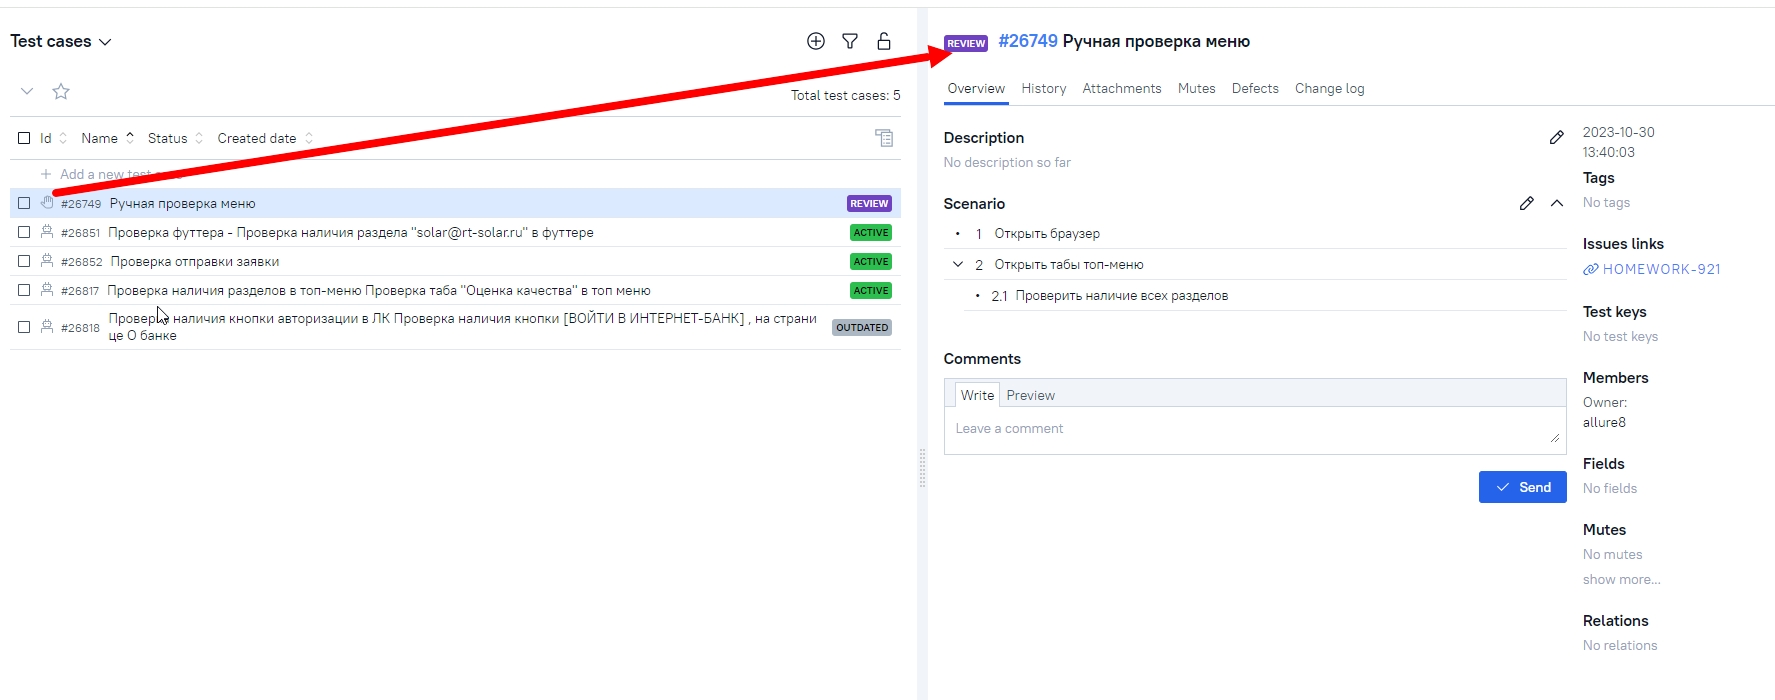 Test cases
Total test cases: 5
Id Name Status Created date
Add a new test
#26749 Ручная проверка меню REVIEW
#26851 Проверка футтера - Проверка наличия раздела "solar@rt-solar.ru" в футтере ACTIVE
#26852 Проверка отправки заявки ACTIVE
#26817 Проверка наличия разделов в топ-меню Проверка таба "Оценка качества" в топ меню ACTIVE
#26818 Проверка наличия кнопки авторизации в ЛК Проверка наличия кнопки [ВОЙТИ В ИНТЕРНЕТ-БАНК] , на страни
це О банке OUTDATED
REVIEW #26749 Ручная проверка меню
Overview History Attachments Mutes Defects Change log
Description
No description so far
Scenario
1 Открыть браузер
2 Открыть табы топ-меню
2.1 Проверить наличие всех разделов
Comments
Write Preview
Leave a comment
Send
2023-10-30
13:40:03
Tags
No tags
Issues links
HOMEWORK-921
Test keys
No test keys
Members
Owner:
allure8
Fields
No fields
Mutes
No mutes
show more...
Relations
No relations